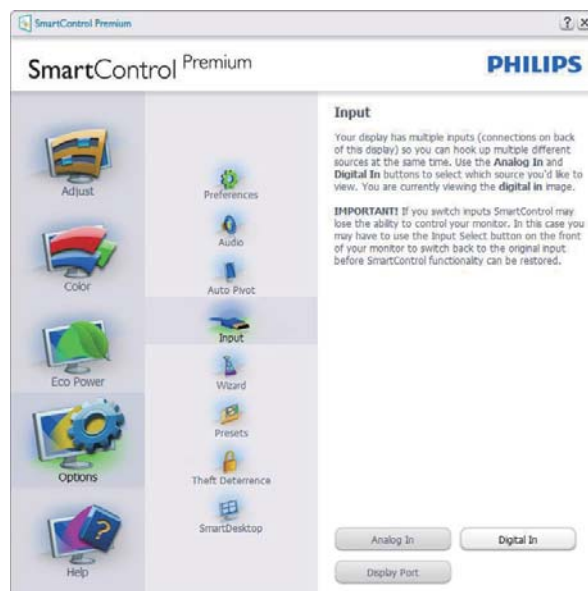 SmartControl Premium
SmartControl Premium
PHILIPS
Adjust
Color
Eco Power
Options
Help
Preferences
Audio
Auto Pivot
Input
Wizard
Presets
Theft Deterrence
SmartDesktop
Input
Your display has multiple inputs (connections on back
of this display) so you can hook up multiple different
sources at the same time. Use the Analog In and
Digital In buttons to select which source you'd like to
view. You are currently viewing the digital in image.
IMPORTANT! If you switch inputs SmartControl may
lose the ability to control your monitor. In this case you
may have to use the Input Select button on the front
of your monitor to switch back to the original input
before SmartControl functionality can be restored.
Analog In
Digital In
Display Port